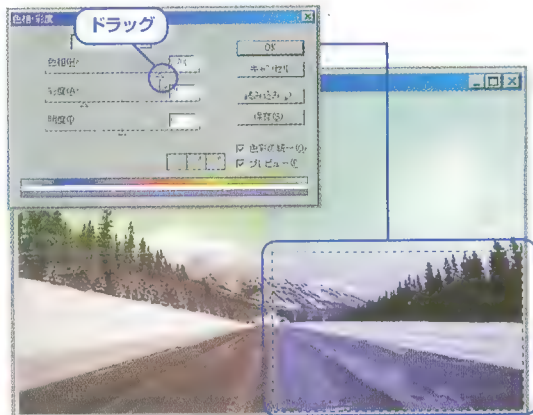 色相・彩度
ドラッグ
OK
色相(H):
キャンセル
彩度(A):
読み込み
明度(I):
保存(S)
色彩の統一(O)
プレビュー(P)